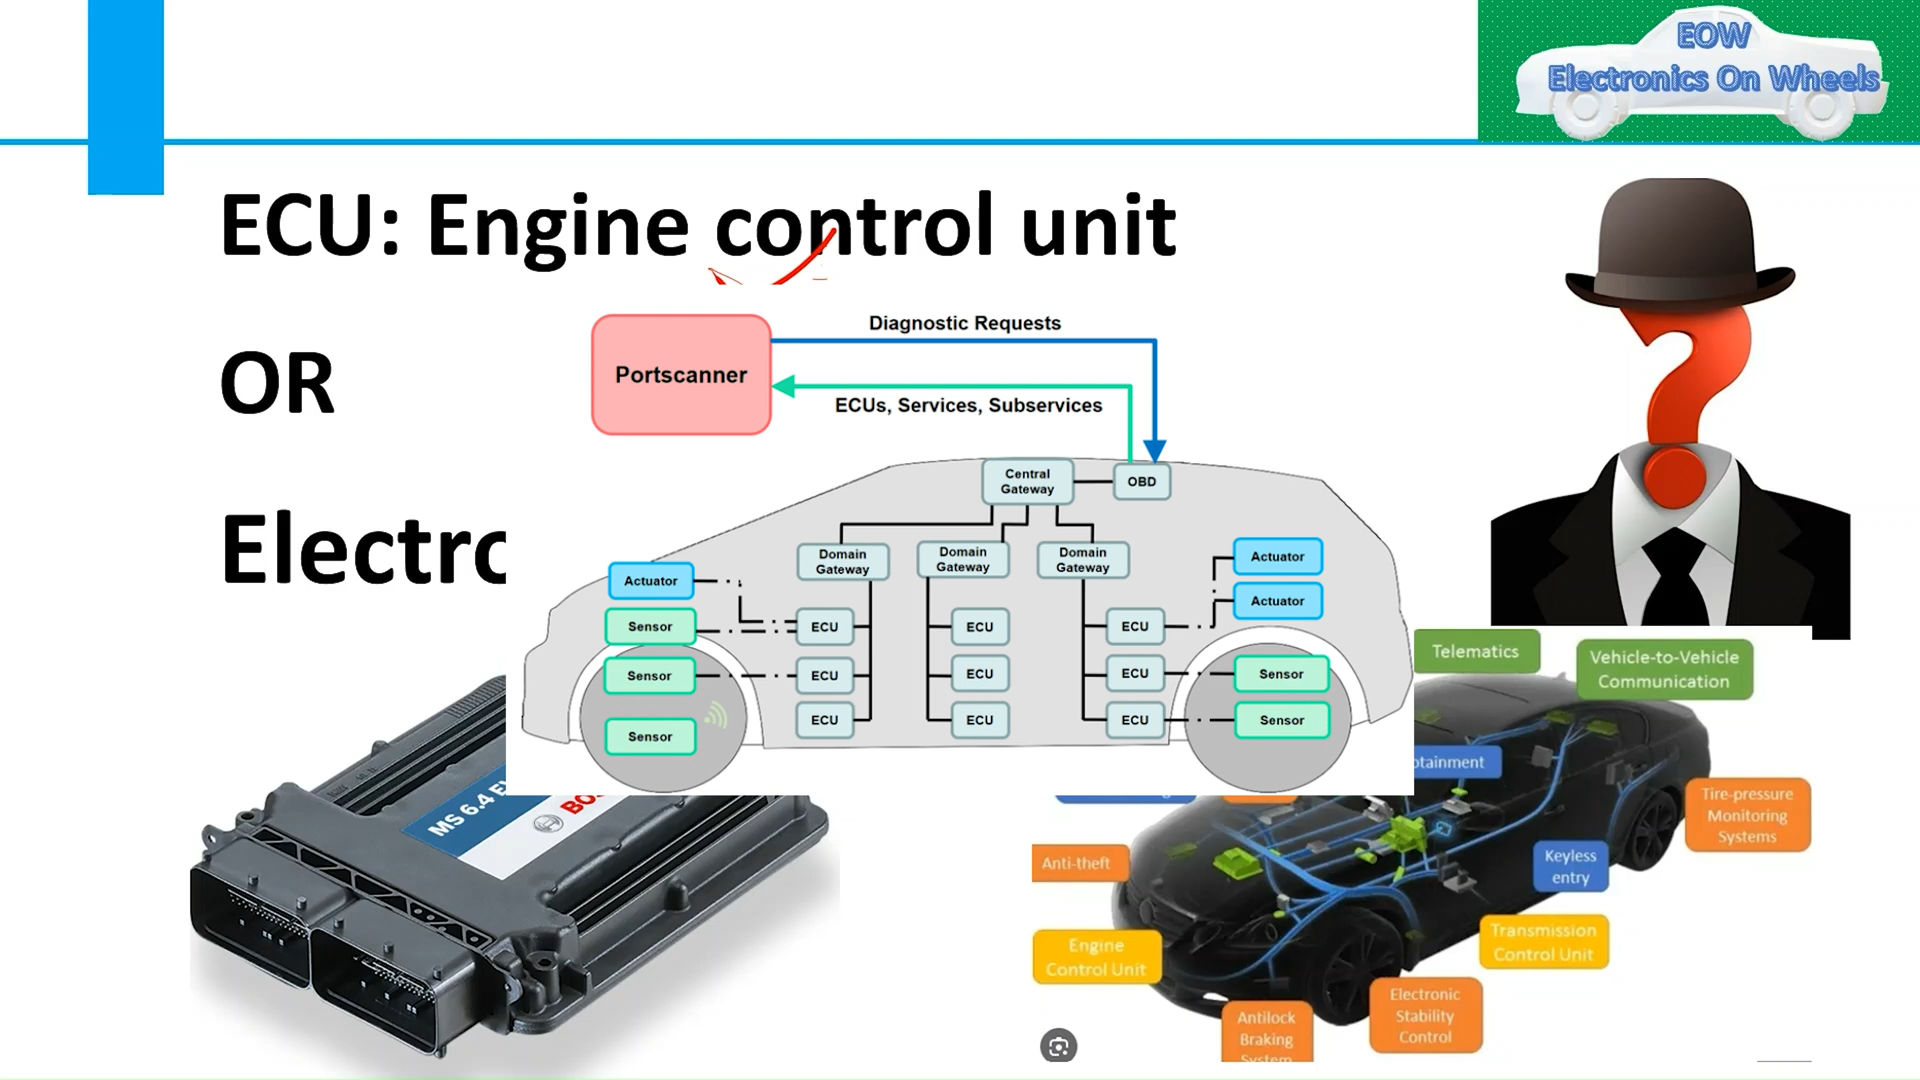 EOW
Electronics On Wheels
ECU: Engine control unit
OR
Electro
Diagnostic Requests
Portscanner
ECUs, Services, Subservices
Central
Gateway
OBD
Domain
Gateway
Domain
Gateway
Domain
Gateway
Actuator
Actuator
Actuator
Sensor
ECU
ECU
ECU
Sensor
ECU
ECU
ECU
Sensor
Sensor
ECU
ECU
ECU
Sensor
MS 6.4 E
BO
Telematics
Vehicle-to-Vehicle
Communication
otainment
Tire-pressure
Monitoring
Systems
Anti-theft
Keyless
entry
Engine
Control Unit
Transmission
Control Unit
Electronic
Stability
Control
Antilock
Braking
System